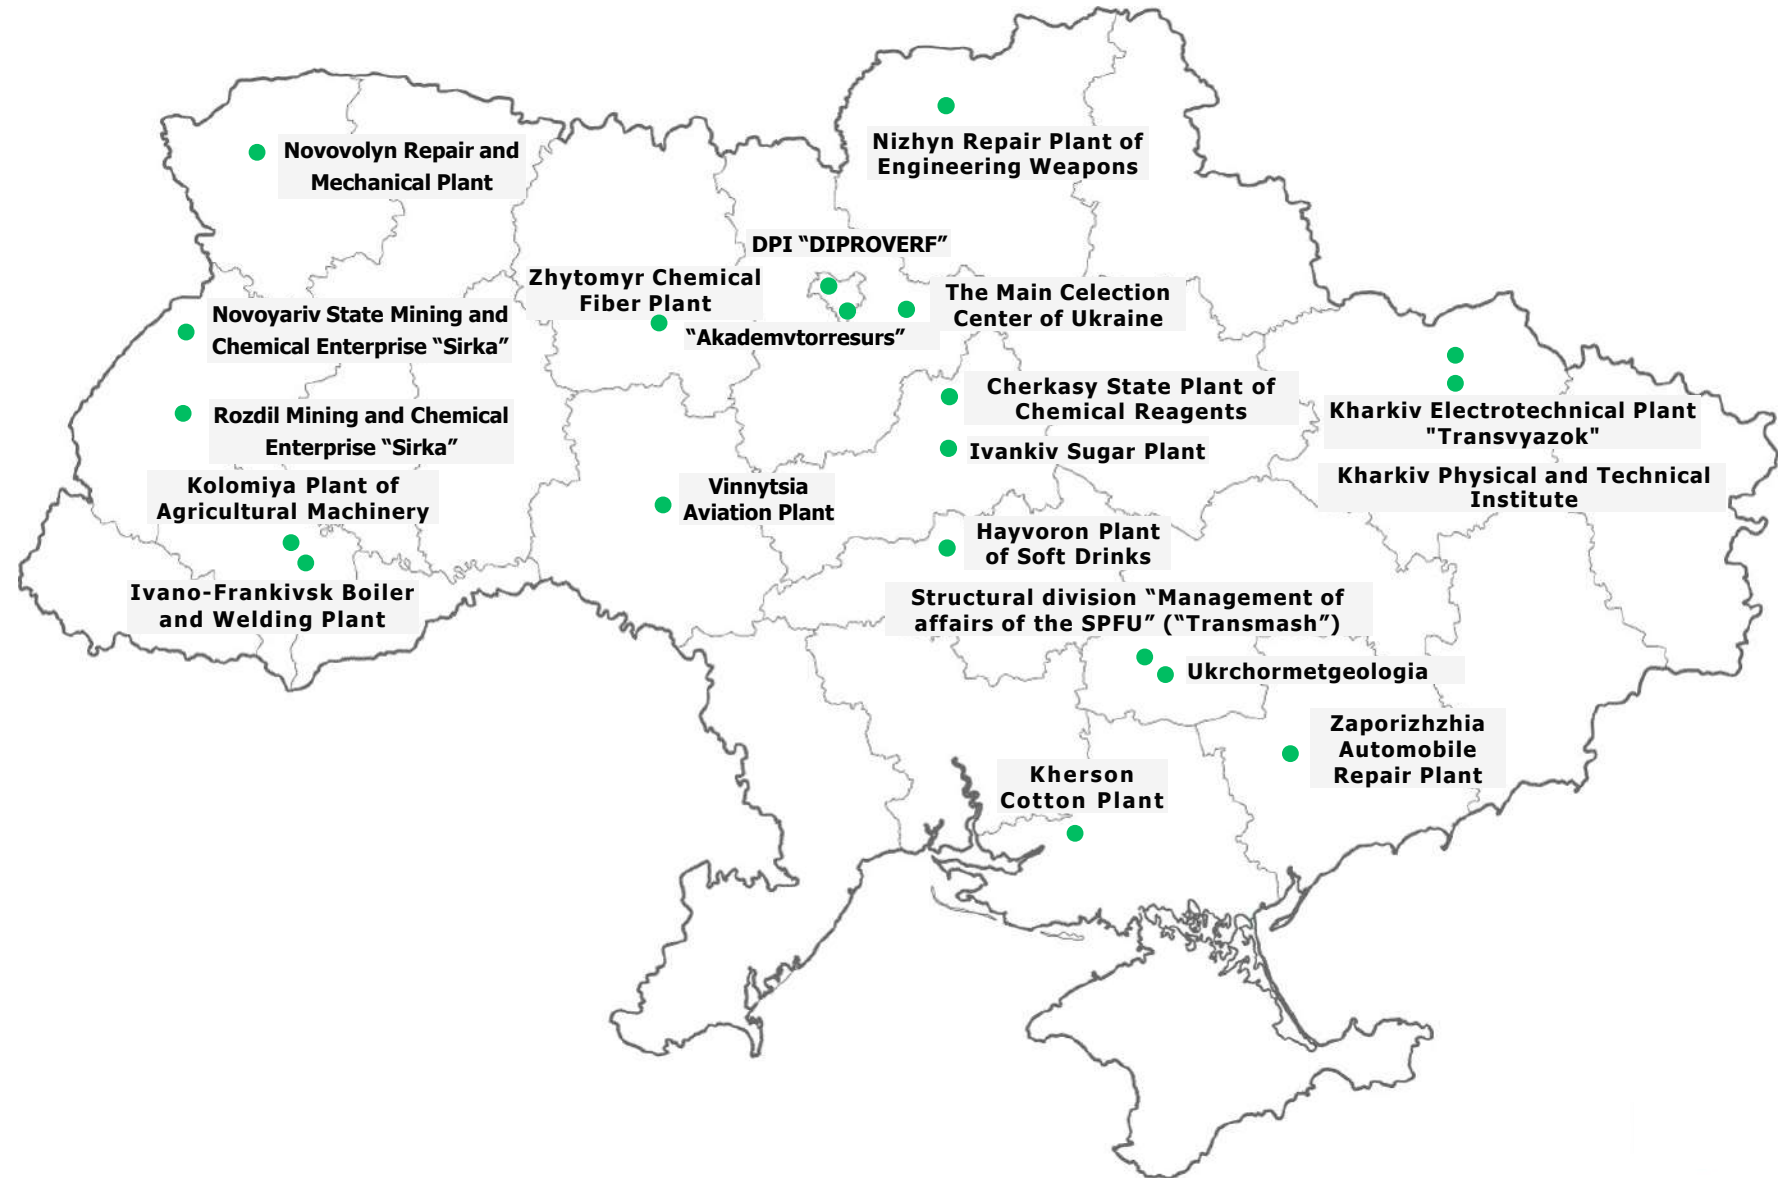 Nizhyn Repair Plant of
Engineering Weapons
Novovolyn Repair and
Mechanical Plant
DPI “DIPROVERF”
Zhytomyr Chemical
Fiber Plant
The Main Celection
Center of Ukraine
“Akademvtorresurs”
Novoyariv State Mining and
Chemical Enterprise “Sirka”
Cherkasy State Plant of
Chemical Reagents
Kharkiv Electrotechnical Plant
"Transvyazok"
Rozdil Mining and Chemical
Enterprise “Sirka”
Ivankiv Sugar Plant
Kharkiv Physical and Technical
Institute
Kolomiya Plant of
Agricultural Machinery
Vinnytsia
Aviation Plant
Hayvoron Plant
of Soft Drinks
Ivano-Frankivsk Boiler
and Welding Plant
Structural division “Management of
affairs of the SPFU” (“Transmash”)
Ukrchormetgeologia
Zaporizhzhia
Automobile
Repair Plant
Kherson
Cotton Plant